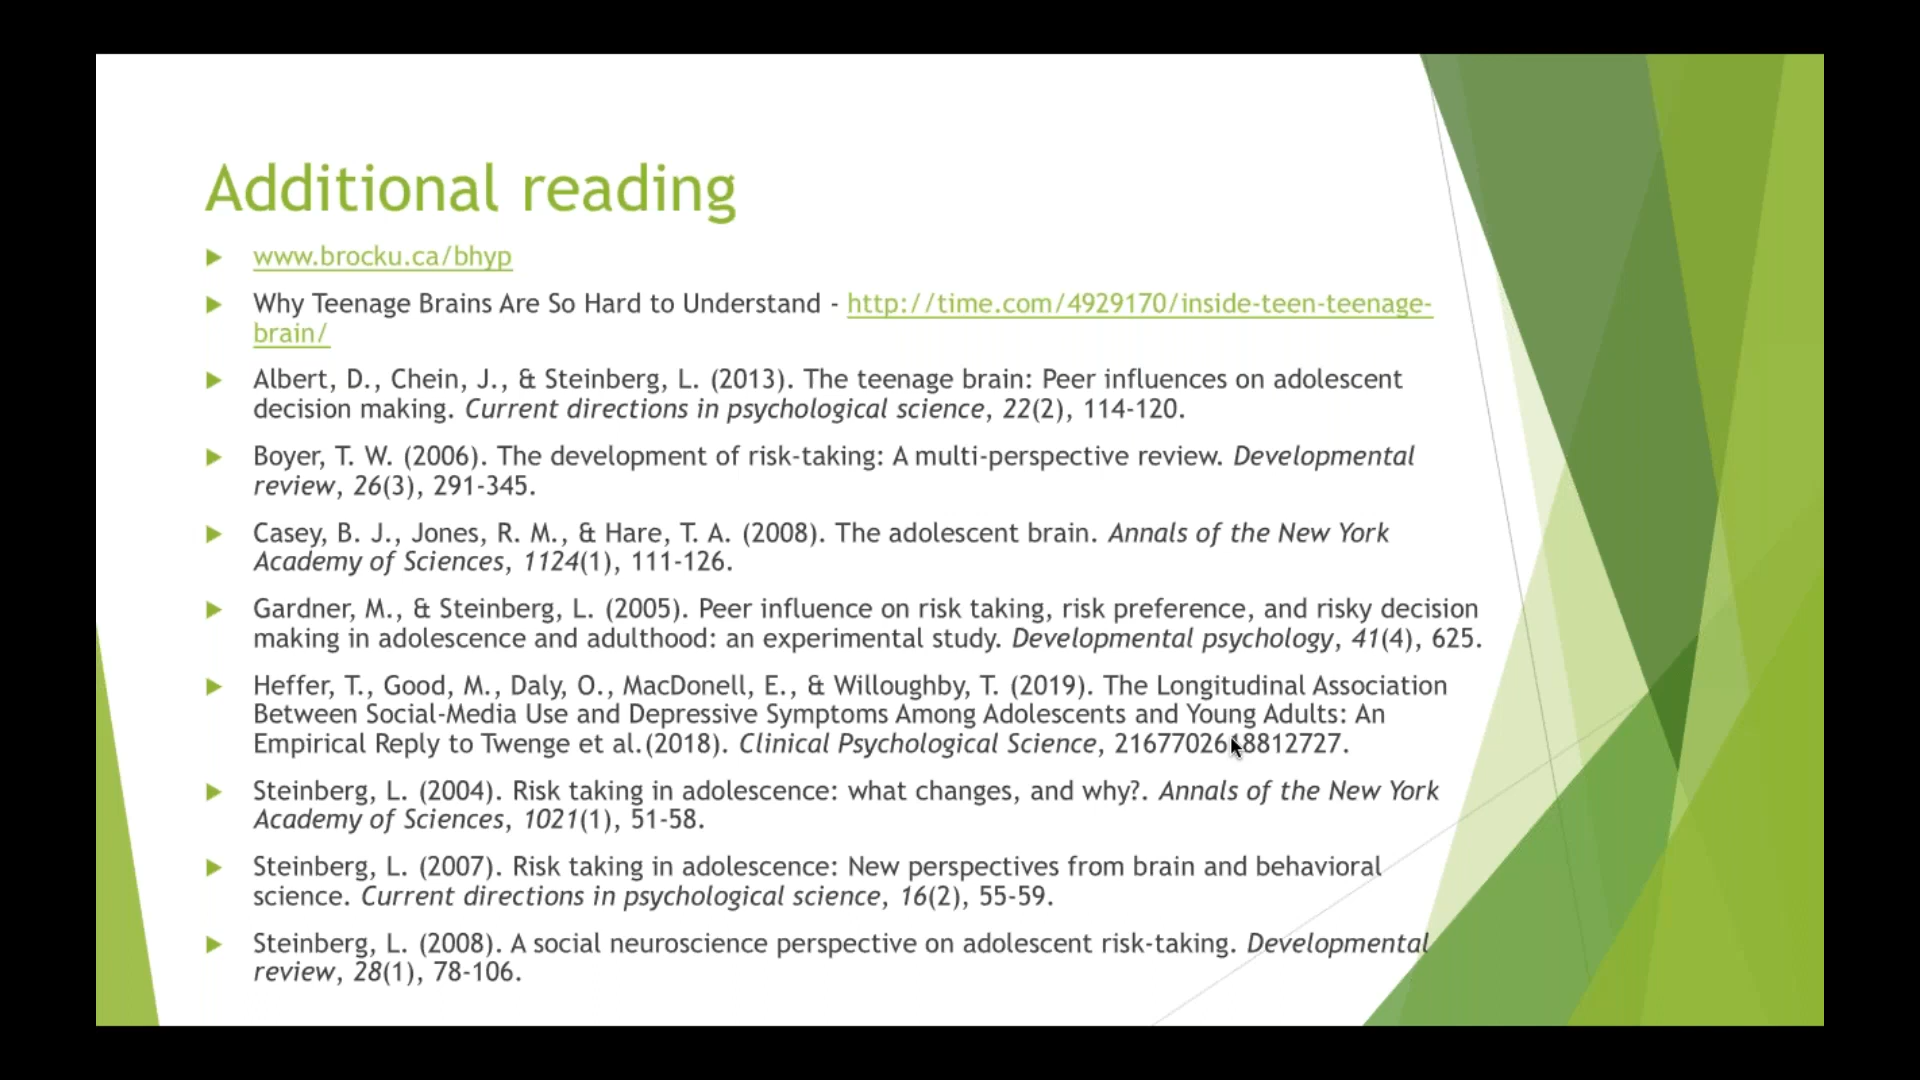 Additional reading
www.brocku.ca/bhyp
Why Teenage Brains Are So Hard to Understand - http://time.com/4929170/inside-teen-teenage-
brain/
Albert, D., Chein, J., & Steinberg, L. (2013). The teenage brain: Peer influences on adolescent
decision making. Current directions in psychological science, 22(2), 114-120.
Boyer, T. W. (2006). The development of risk-taking: A multi-perspective review. Developmental
review, 26(3), 291-345.
Casey, B. J., Jones, R. M., & Hare, T. A. (2008). The adolescent brain. Annals of the New York
Academy of Sciences, 1124(1), 111-126.
Gardner, M., & Steinberg, L. (2005). Peer influence on risk taking, risk preference, and risky decision
making in adolescence and adulthood: an experimental study. Developmental psychology, 41(4), 625.
Heffer, T., Good, M., Daly, O., MacDonell, E., & Willoughby, T. (2019). The Longitudinal Association
Between Social-Media Use and Depressive Symptoms Among Adolescents and Young Adults: An
Empirical Reply to Twenge et al.(2018). Clinical Psychological Science, 2167702618812727.
Steinberg, L. (2004). Risk taking in adolescence: what changes, and why?. Annals of the New York
Academy of Sciences, 1021(1), 51-58.
Steinberg, L. (2007). Risk taking in adolescence: New perspectives from brain and behavioral
science. Current directions in psychological science, 16(2), 55-59.
Steinberg, L. (2008). A social neuroscience perspective on adolescent risk-taking. Developmental
review, 28(1), 78-106.